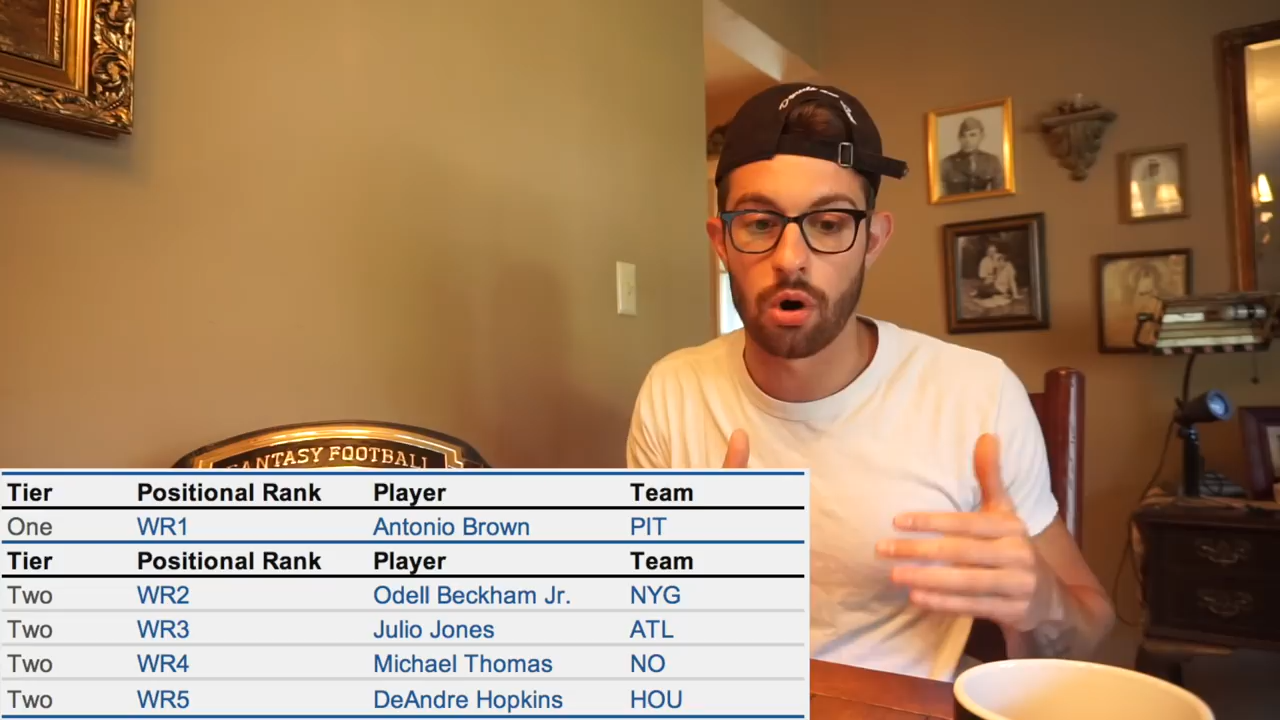 FANTASY FOOTBALL
Tier Positional Rank Player Team
One WR1 Antonio Brown PIT
Tier Positional Rank Player Team
Two WR2 Odell Beckham Jr. NYG
Two WR3 Julio Jones ATL
Two WR4 Michael Thomas NO
Two WR5 DeAndre Hopkins HOU